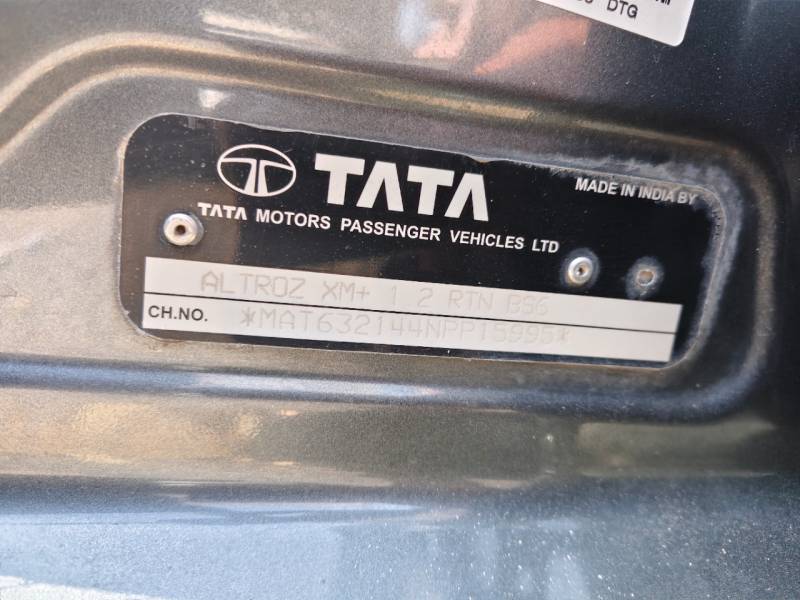 DTG
TATA
MADE IN INDIA BY
TATA MOTORS PASSENGER VEHICLES LTD
ALTROZ XM+ 1.2 RTN BS6
CH.NO. *MAT632144NPP15995*